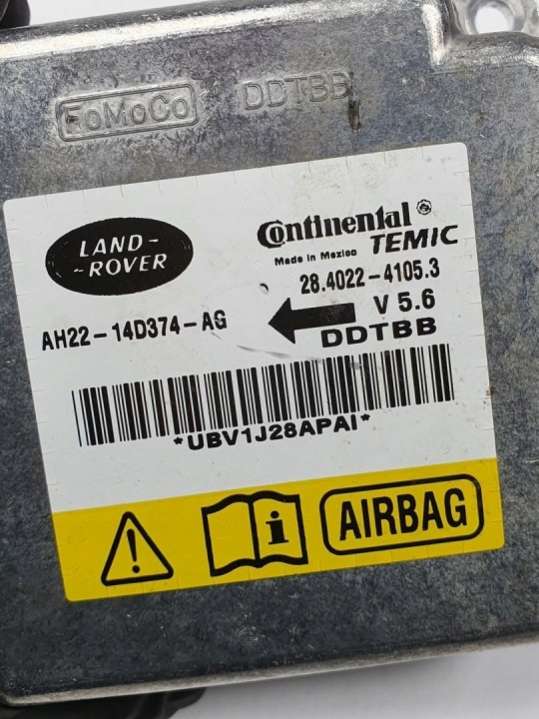 FoMoCo DDTBB
LAND-
-ROVER
Continental®
Made in Mexico TEMIC
28.4022-4105.3
AH22-14D374-AG
V 5.6
DDTBB
*UBV1J28APAI*
! i AIRBAG